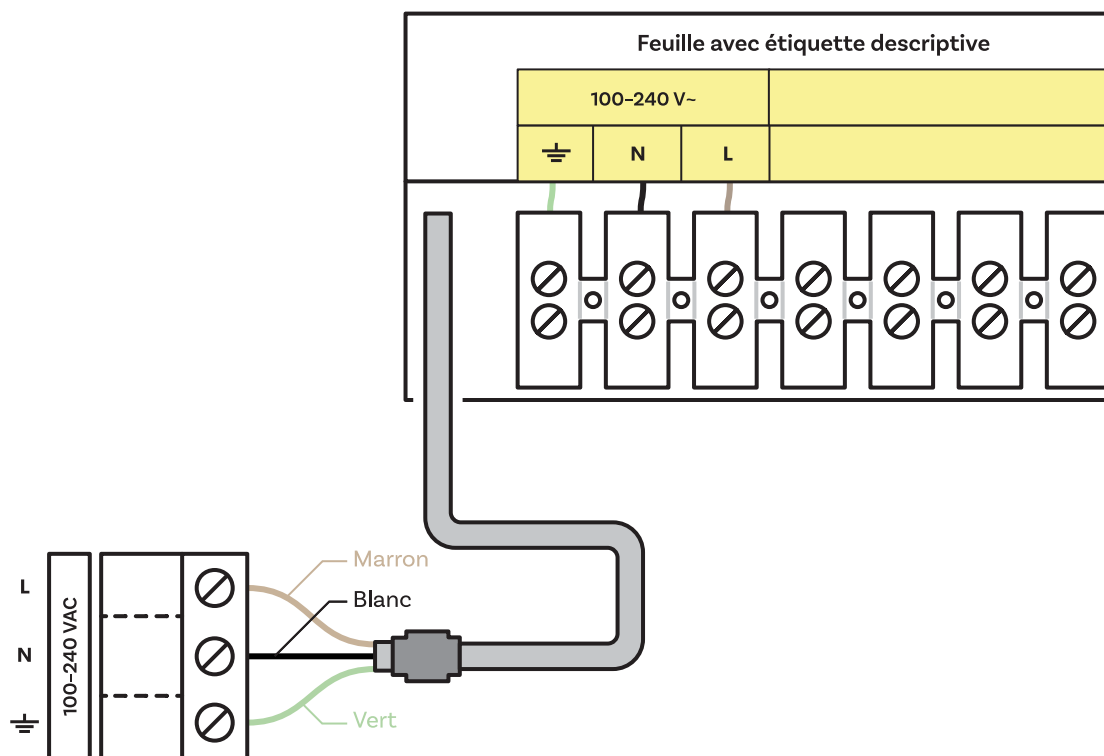 Feuille avec étiquette descriptive
100–240 V~
N
L
Marron
Blanc
Vert
L
N
100–240 VAC